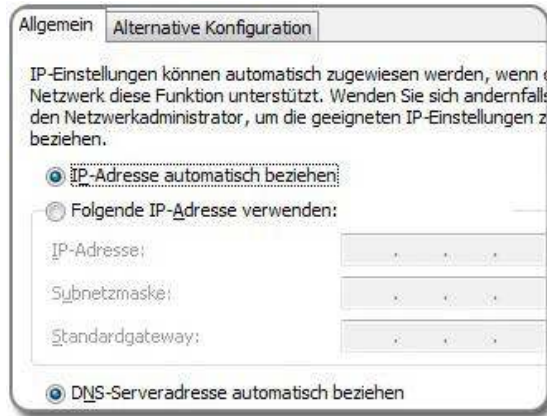 Allgemein
Alternative Konfiguration
IP-Einstellungen können automatisch zugewiesen werden, wenn
Netzwerk diese Funktion unterstützt. Wenden Sie sich andernfalls
den Netzwerkadministrator, um die geeigneten IP-Einstellungen
beziehen.
IP-Adresse automatisch beziehen
Folgende IP-Adresse verwenden:
IP-Adresse:
Subnetzmaske:
Standardgateway:
DNS-Serveradresse automatisch beziehen